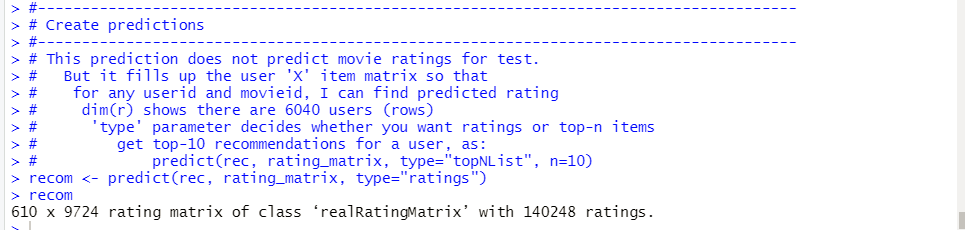 > #------------------------------------------------------------------------------------
> # Create predictions
> #------------------------------------------------------------------------------------
> # This prediction does not predict movie ratings for test.
> #   But it fills up the user 'X' item matrix so that
> #    for any userid and movieid, I can find predicted rating
> #     dim(r) shows there are 6040 users (rows)
> #      'type' parameter decides whether you want ratings or top-n items
> #         get top-10 recommendations for a user, as:
> #             predict(rec, rating_matrix, type="topNList", n=10)
> recom <- predict(rec, rating_matrix, type="ratings")
> recom
610 x 9724 rating matrix of class ‘realRatingMatrix’ with 140248 ratings.
>